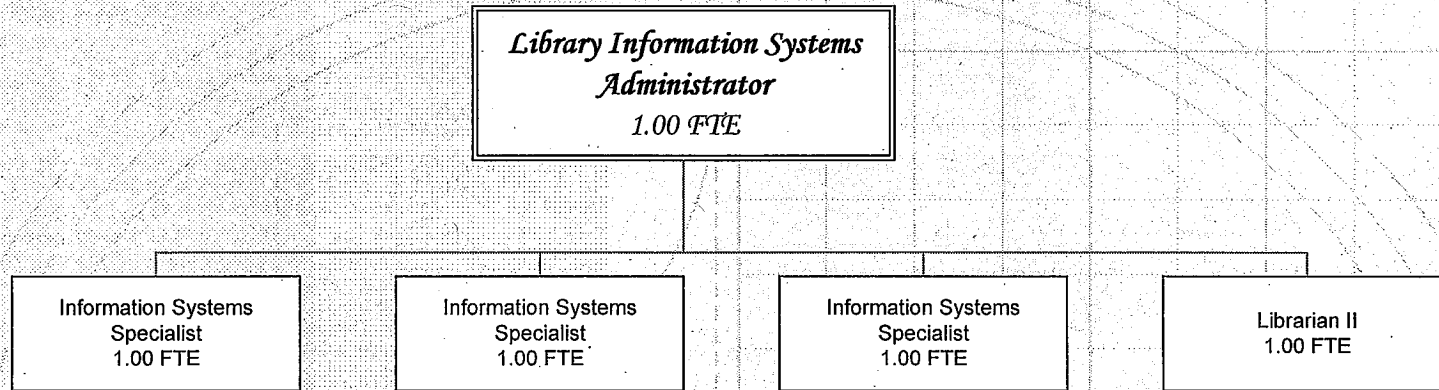 Library Information Systems
Administrator
1.00 FTE
Information Systems
Specialist
1.00 FTE
Information Systems
Specialist
1.00 FTE
Information Systems
Specialist
1.00 FTE
Librarian II
1.00 FTE